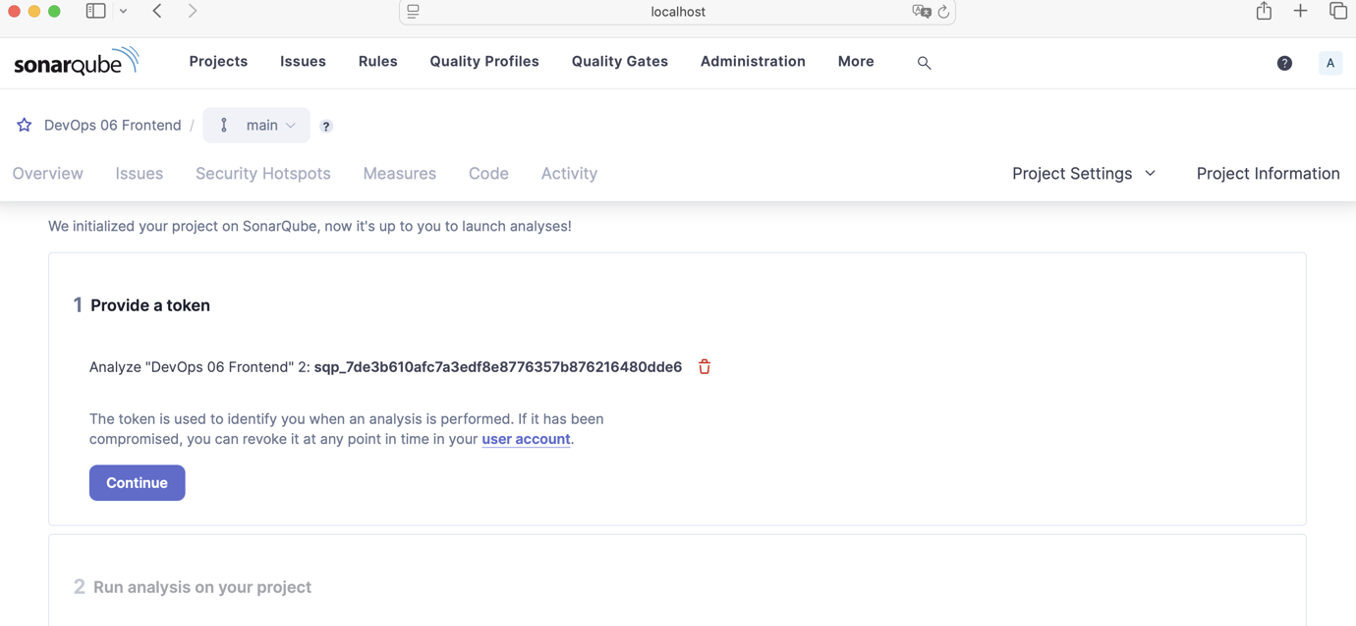 localhost
sonarqube
Projects Issues Rules Quality Profiles Quality Gates Administration More ? A
DevOps 06 Frontend / main ?
Overview Issues Security Hotspots Measures Code Activity Project Settings Project Information
We initialized your project on SonarQube, now it's up to you to launch analyses!
1 Provide a token
Analyze "DevOps 06 Frontend" 2: sqp_7de3b610afc7a3edf8e8776357b876216480dde6
The token is used to identify you when an analysis is performed. If it has been
compromised, you can revoke it at any point in time in your user account.
Continue
2 Run analysis on your project